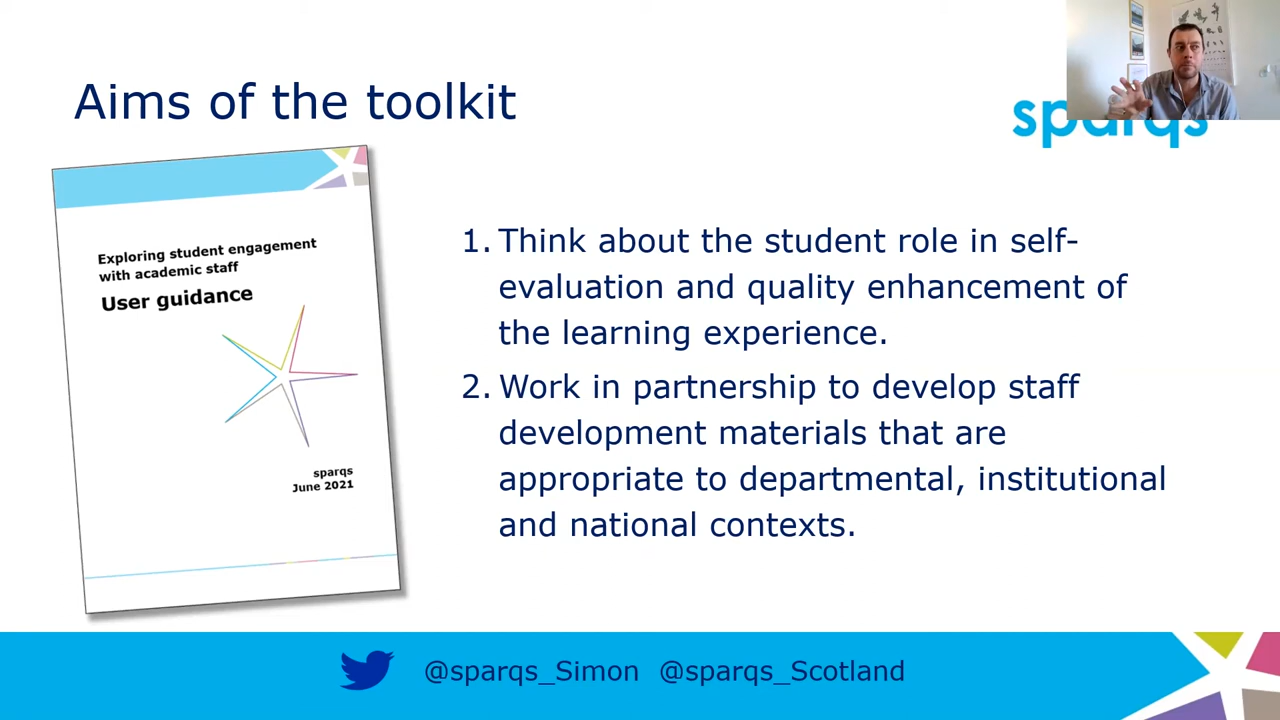 Aims of the toolkit
sparqs
Exploring student engagement
with academic staff
User guidance
sparqs
June 2021
1. Think about the student role in self-
evaluation and quality enhancement of
the learning experience.
2. Work in partnership to develop staff
development materials that are
appropriate to departmental, institutional
and national contexts.
@sparqs_Simon @sparqs_Scotland